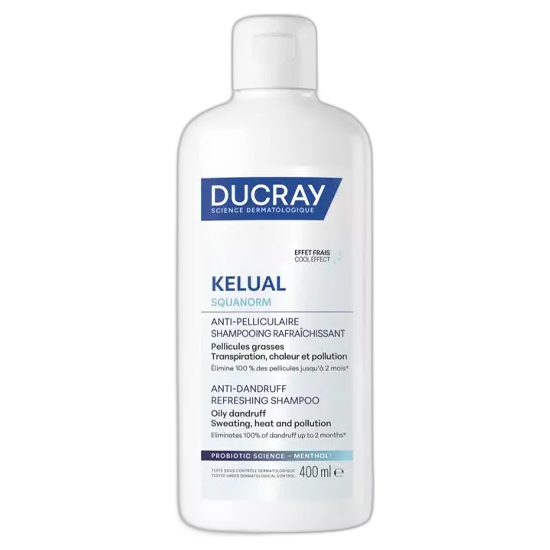 DUCRAY
SCIENCE DERMATOLOGIQUE
EFFET FRAIS
COOL EFFECT
KELUAL
SQUANORM
ANTI-PELLICULAIRE
SHAMPOOING RAFRAÎCHISSANT
Pellicules grasses
Transpiration, chaleur et pollution
Élimine 100 % des pellicules jusqu'à 2 mois*
ANTI-DANDRUFF
REFRESHING SHAMPOO
Oily dandruff
Sweating, heat and pollution
Eliminates 100% of dandruff up to 2 months*
PROBIOTIC SCIENCE - MENTHOL
TESTÉ SOUS CONTRÔLE DERMATOLOGIQUE
TESTED UNDER DERMATOLOGICAL CONTROL
400 ml ℮